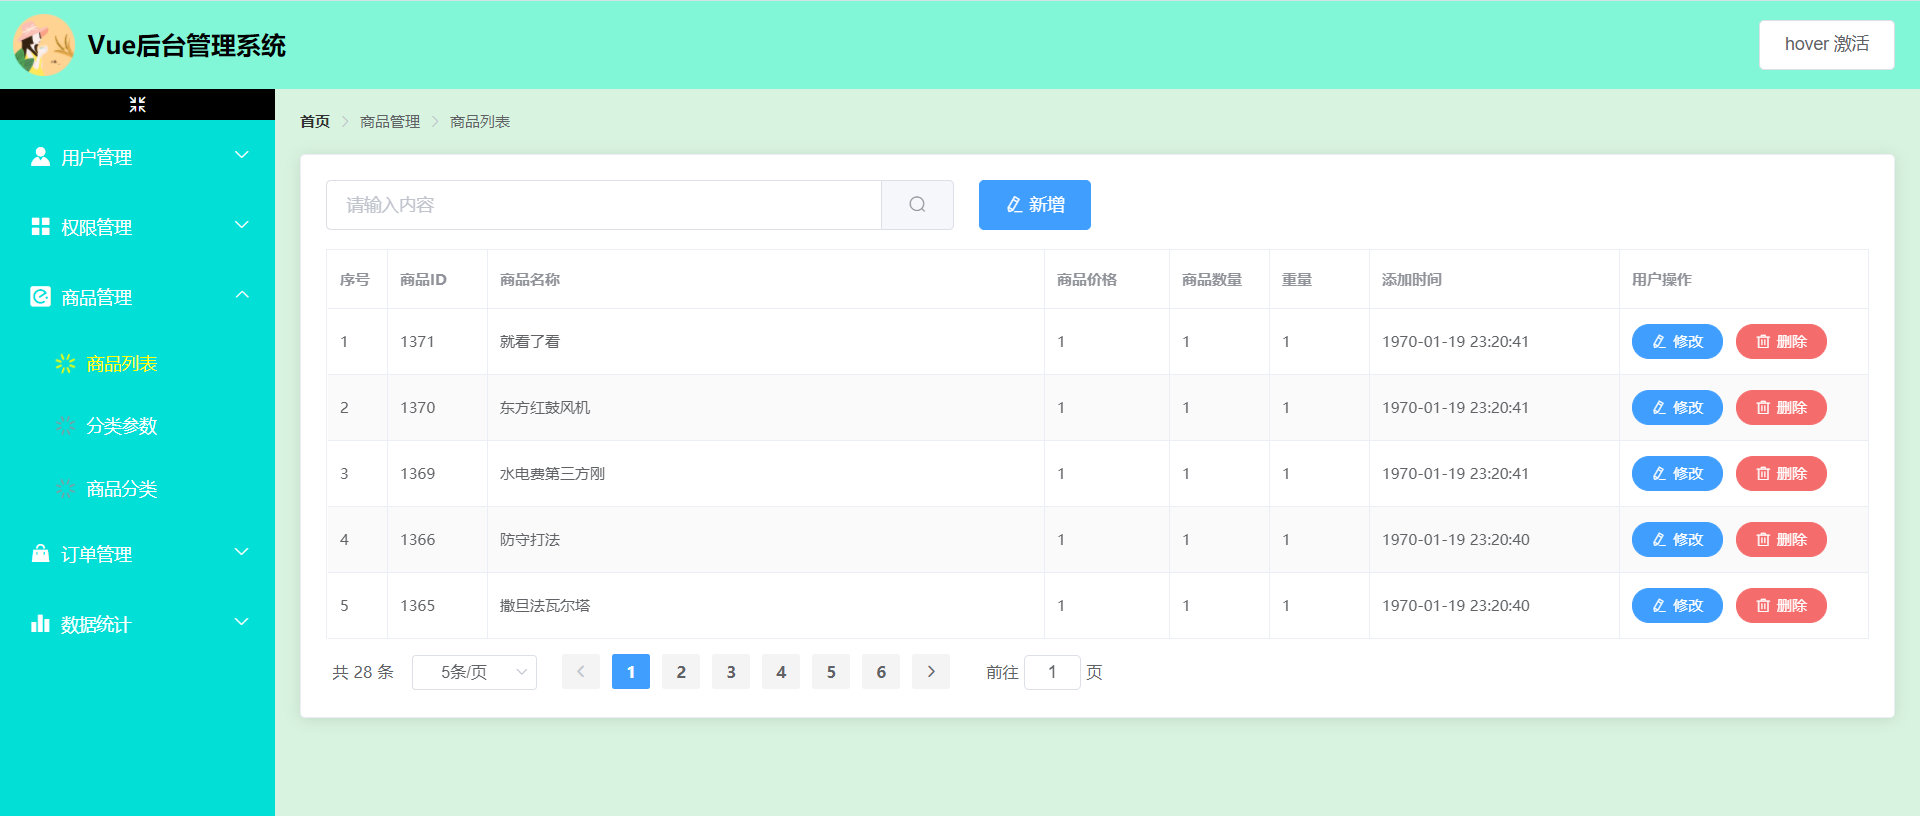 Vue后台管理系统
hover 激活
首页 商品管理 商品列表
用户管理
权限管理
商品管理
商品列表
分类参数
商品分类
订单管理
数据统计
请输入内容
新增
序号 商品ID 商品名称 商品价格 商品数量 重量 添加时间 用户操作
1 1371 就看了看 1 1 1 1970-01-19 23:20:41 修改 删除
2 1370 东方红鼓风机 1 1 1 1970-01-19 23:20:41 修改 删除
3 1369 水电费第三方刚 1 1 1 1970-01-19 23:20:41 修改 删除
4 1366 防守打法 1 1 1 1970-01-19 23:20:40 修改 删除
5 1365 撒旦法瓦尔塔 1 1 1 1970-01-19 23:20:40 修改 删除
共 28 条 5条/页 1 2 3 4 5 6 前往 1 页